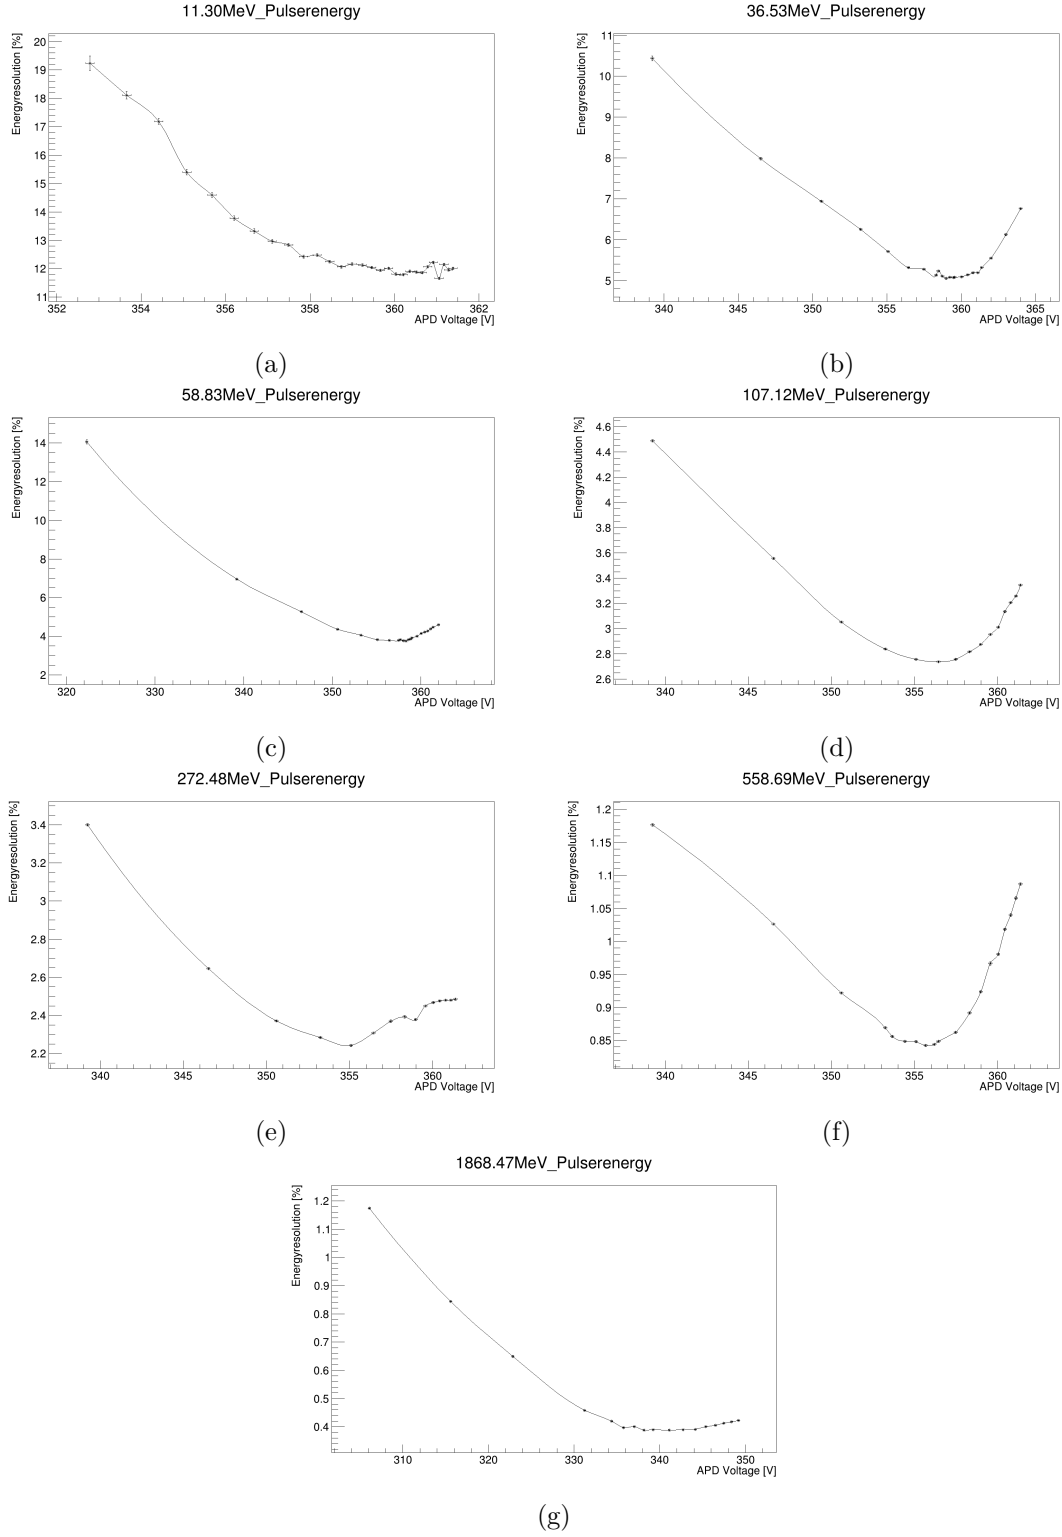 11.30MeV_Pulserenergy
Energyresolution [%]
20
19
18
17
16
15
14
13
12
11
352 354 356 358 360 362
APD Voltage [V]
(a)
36.53MeV_Pulserenergy
Energyresolution [%]
11
10
9
8
7
6
5
340 345 350 355 360 365
APD Voltage [V]
(b)
58.83MeV_Pulserenergy
Energyresolution [%]
14
12
10
8
6
4
2
320 330 340 350 360
APD Voltage [V]
(c)
107.12MeV_Pulserenergy
Energyresolution [%]
4.6
4.4
4.2
4
3.8
3.6
3.4
3.2
3
2.8
2.6
340 345 350 355 360
APD Voltage [V]
(d)
272.48MeV_Pulserenergy
Energyresolution [%]
3.4
3.2
3
2.8
2.6
2.4
2.2
340 345 350 355 360
APD Voltage [V]
(e)
558.69MeV_Pulserenergy
Energyresolution [%]
1.2
1.15
1.1
1.05
1
0.95
0.9
0.85
340 345 350 355 360
APD Voltage [V]
(f)
1868.47MeV_Pulserenergy
Energyresolution [%]
1.2
1.1
1
0.9
0.8
0.7
0.6
0.5
0.4
310 320 330 340 350
APD Voltage [V]
(g)